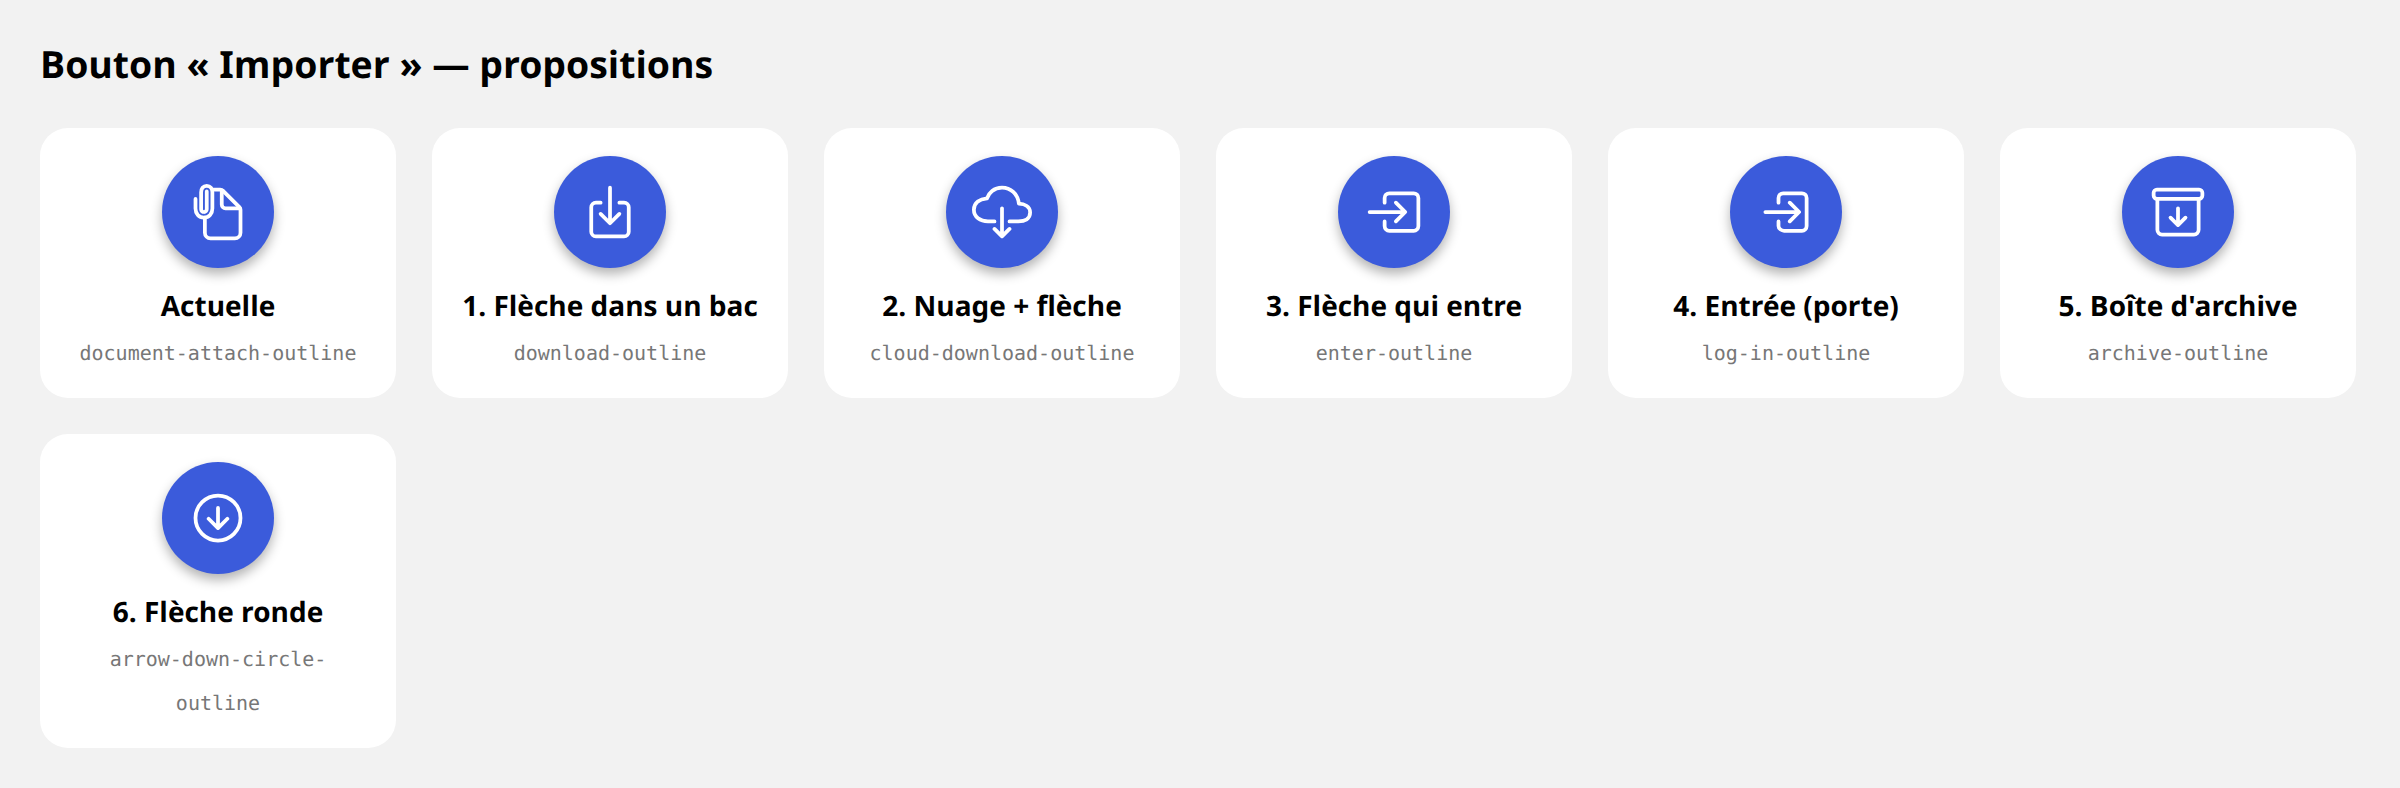 Bouton « Importer » — propositions
Actuelle
document-attach-outline
1. Flèche dans un bac
download-outline
2. Nuage + flèche
cloud-download-outline
3. Flèche qui entre
enter-outline
4. Entrée (porte)
log-in-outline
5. Boîte d'archive
archive-outline
6. Flèche ronde
arrow-down-circle-
outline